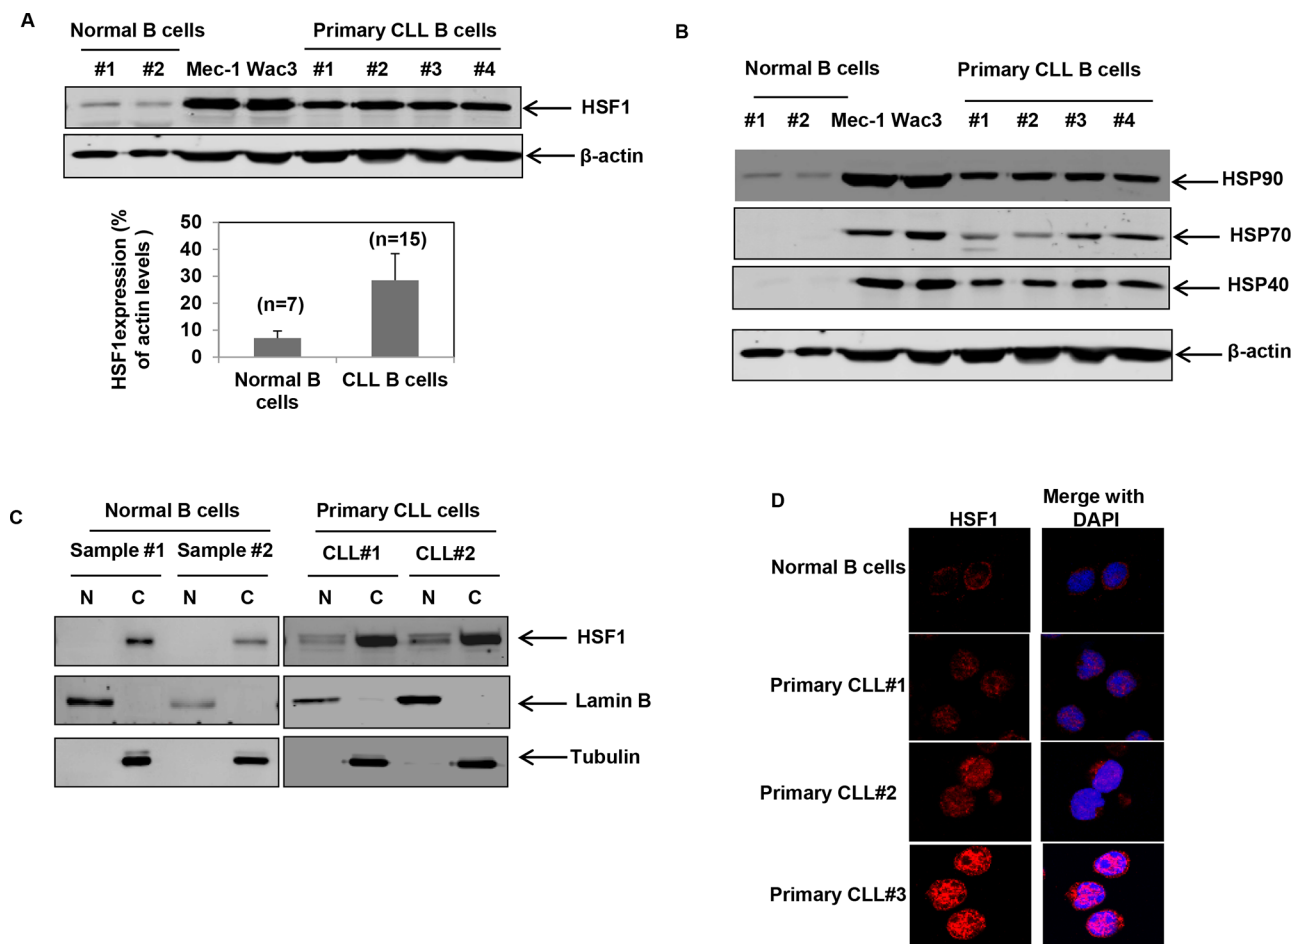 A
Normal B cells
Primary CLL B cells
#1 #2 Mec-1 Wac3 #1 #2 #3 #4
HSF1
β-actin
HSF1expression (%
of actin levels )
50
40
30
20
10
0
(n=7)
(n=15)
Normal B
cells
CLL B cells
B
Normal B cells
Primary CLL B cells
#1 #2 Mec-1 Wac3 #1 #2 #3 #4
HSP90
HSP70
HSP40
β-actin
C
Normal B cells
Primary CLL cells
Sample #1 Sample #2 CLL#1 CLL#2
N C N C N C N C
HSF1
Lamin B
Tubulin
D
HSF1
Merge with
DAPI
Normal B cells
Primary CLL#1
Primary CLL#2
Primary CLL#3